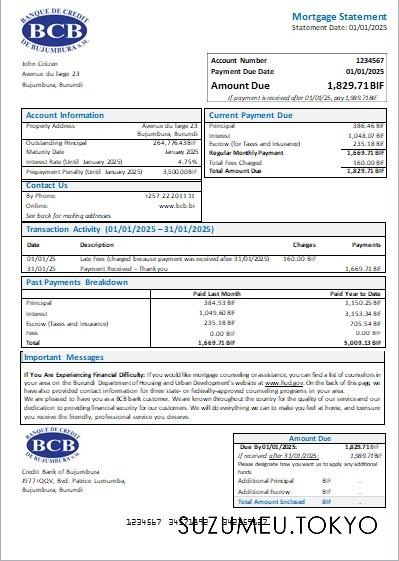 BANQUE DE CREDIT
BCB
DE BUJUMBURA S.M.
Mortgage Statement
Statement Date: 01/01/2025
John Citizen
Avenue du large 23
Bujumbura, Burundi
Account Number 1234567
Payment Due Date 01/01/2025
Amount Due 1,829.71 BIF
If payment is received after 01/01/25, pay 1,989.71 BIF
Account Information
Property Address Avenue du large 23
Bujumbura, Burundi
Outstanding Principal 264,776.43 BIF
Maturity Date January 2025
Interest Rate (Until January 2025) 4.75%
Prepayment Penalty (Until January 2025) 3,500.00 BIF
Contact Us
By Phone: +257 22 20 11 11
Online: www.bcb.bi
See back for mailing addresses
Current Payment Due
Principal 386.46 BIF
Interest 1,048.07 BIF
Escrow (for Taxes and Insurance) 235.18 BIF
Regular Monthly Payment 1,669.71 BIF
Total Fees Charged 160.00 BIF
Total Amount Due 1,829.71 BIF
Transaction Activity (01/01/2025 – 31/01/2025)
Date Description Charges Payments
01/01/25 Late Fees (charged because payment was received after 31/01/2025) 160.00 BIF
31/01/25 Payment Received – Thank you 1,669.71 BIF
Past Payments Breakdown
Paid Last Month Paid Year to Date
Principal 384.93 BIF 1,150.25 BIF
Interest 1,049.60 BIF 3,153.34 BIF
Escrow (Taxes and Insurance) 235.18 BIF 705.54 BIF
Fees 0.00 BIF 0.00 BIF
Total 1,669.71 BIF 5,009.13 BIF
Important Messages
If You Are Experiencing Financial Difficulty: If you would like mortgage counseling or assistance, you can find a list of counselors in
your area on the Burundi Department of Housing and Urban Development's website at www.hud.gov. On the back of this page, we
have also provided contact information for three state- or federally-approved counseling programs in your area.
We are pleased to have you as a BCB bank customer. We are known throughout the country for the quality of our service and our
dedication to providing financial security for our customers. We will do everything we can to make you feel at home, and to ensure
you receive the friendly, professional service you deserve.
BANQUE DE CREDIT
BCB
DE BUJUMBURA S.M.
Credit Bank of Bujumbura
J977+QQV, Bvd. Patrice Lumumba,
Bujumbura, Burundi
Amount Due
Due By 01/01/2025: 1,829.71 BIF
If received after 31/01/2025: 1,989.71 BIF
Please designate how you want us to apply any additional
funds.
Additional Principal BIF -
Additional Escrow BIF -
Total Amount Enclosed BIF -
1234567
SUZUMEU.TOKYO